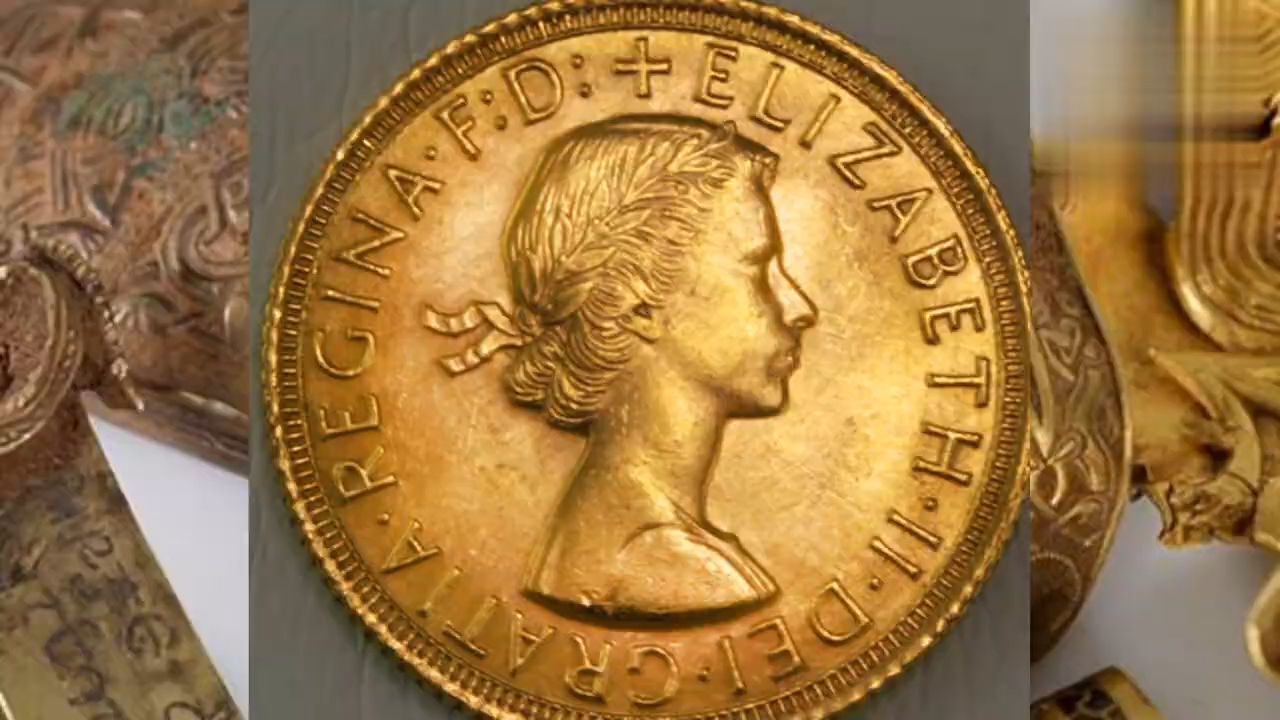 + ELIZABETH · II · DEI · GRATIA · REGINA · F: D: